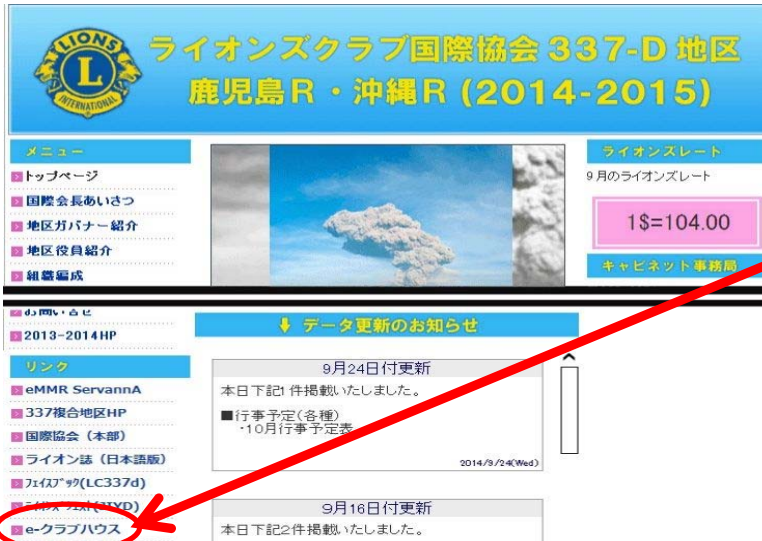 LIONS
L
INTERNATIONAL
ライオンズクラブ国際協会 337-D 地区
鹿児島R・沖縄R (2014-2015)
メニュー
トップページ
国際会長あいさつ
地区ガバナー紹介
地区役員紹介
組織編成
ライオンズレート
9月のライオンズレート
1$=104.00
キャビネット事務局
2013-2014HP
リンク
eMMR ServannA
337複合地区HP
国際協会（本部）
ライオン誌（日本語版）
ﾌｪｲｽﾌﾞｯｸ(LC337d)
e-クラブハウス
データ更新のお知らせ
9月24日付更新
本日下記1件掲載いたしました。
■行事予定(各種)
・10月行事予定表
2014/9/24(Wed)
9月16日付更新
本日下記2件掲載いたしました。